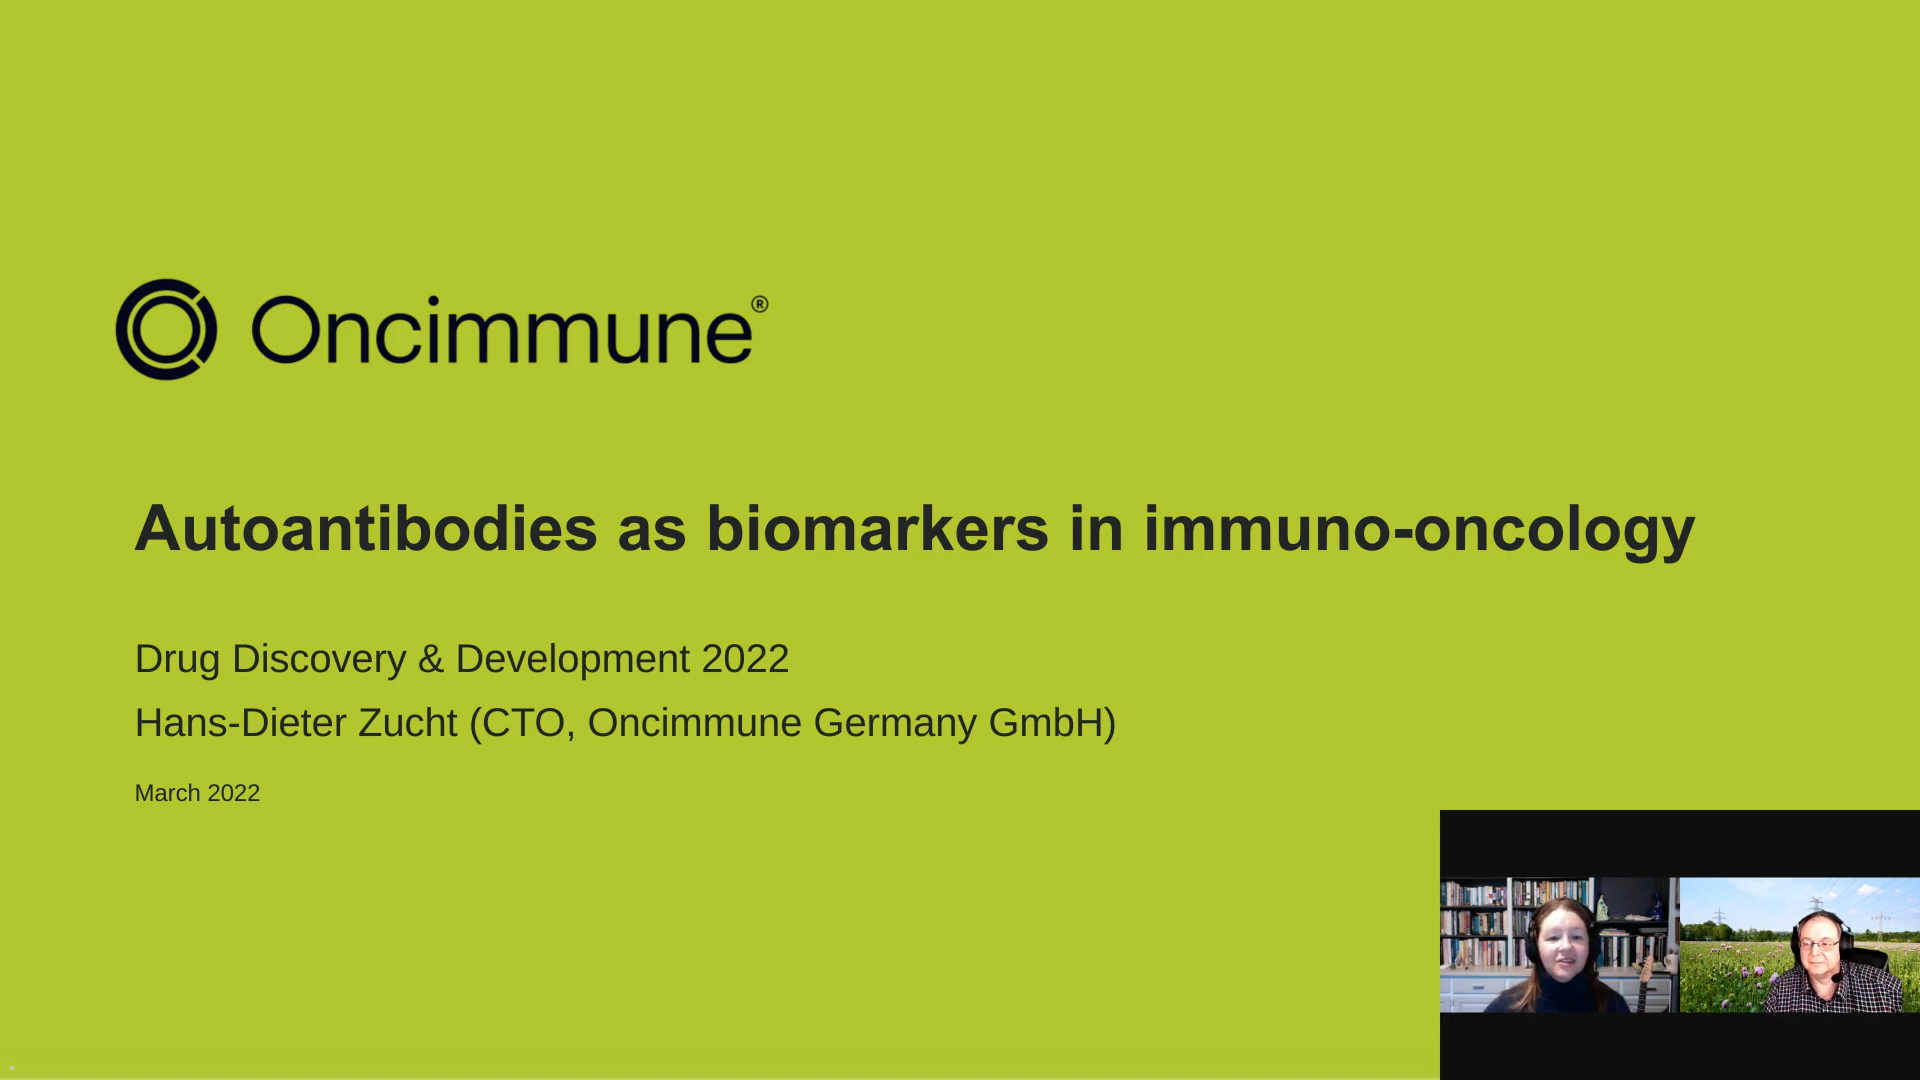 Oncimmune®
Autoantibodies as biomarkers in immuno-oncology
Drug Discovery & Development 2022
Hans-Dieter Zucht (CTO, Oncimmune Germany GmbH)
March 2022